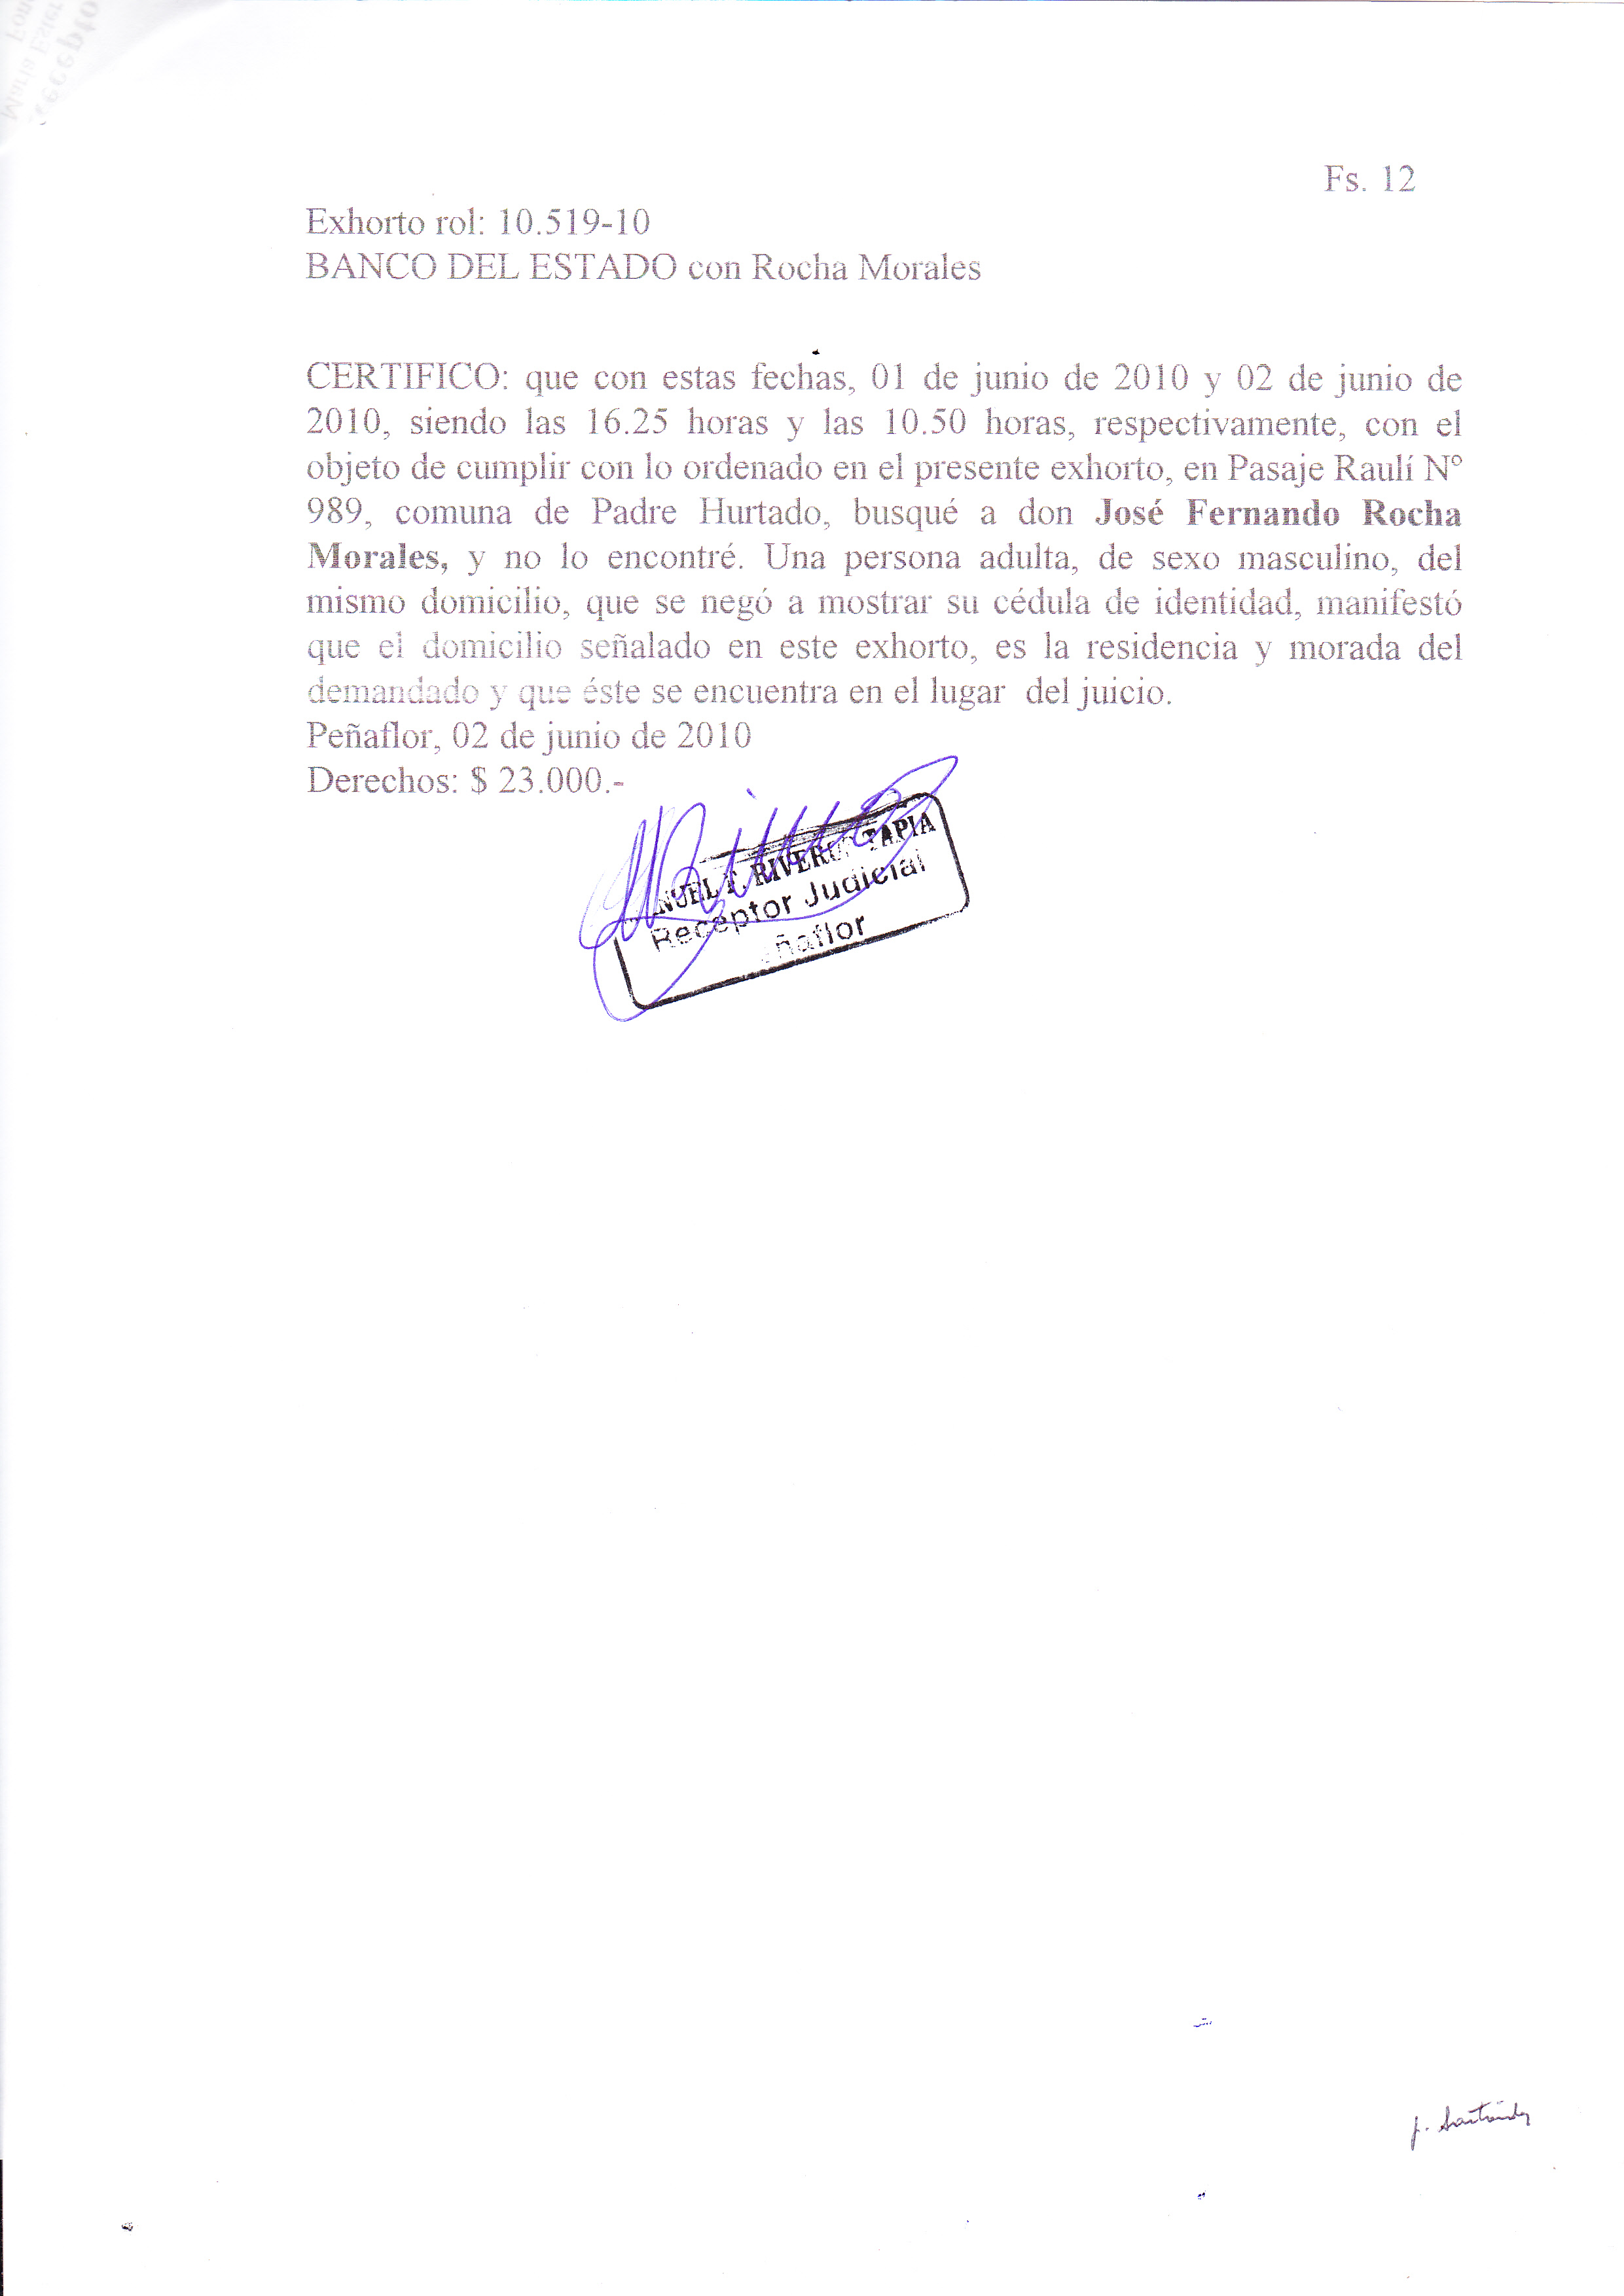 Fs. 12
Exhorto rol: 10.519-10
BANCO DEL ESTADO con Rocha Morales
CERTIFICO: que con estas fechas, 01 de junio de 2010 y 02 de junio de
2010, siendo las 16.25 horas y las 10.50 horas, respectivamente, con el
objeto de cumplir con lo ordenado en el presente exhorto, en Pasaje Raulí Nº
989, comuna de Padre Hurtado, busqué a don José Fernando Rocha
Morales, y no lo encontré. Una persona adulta, de sexo masculino, del
mismo domicilio, que se negó a mostrar su cédula de identidad, manifestó
que el domicilio señalado en este exhorto, es la residencia y morada del
demandado y que éste se encuentra en el lugar del juicio.
Peñaflor, 02 de junio de 2010
Derechos: $ 23.000.-
TAPIA
Receptor Judicial
ñaflor